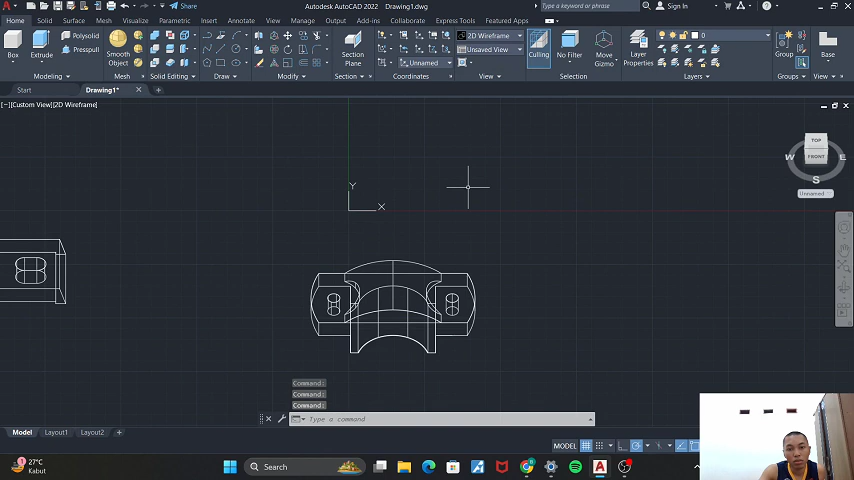 Share
Autodesk AutoCAD 2022 Drawing1.dwg
Type a keyword or phrase
Sign In
Home Solid Surface Mesh Visualize Parametric Insert Annotate View Manage Output Add-ins Collaborate Express Tools Featured Apps
Box
Extrude
Polysolid
Presspull
Smooth
Object
Section
Plane
Unnamed
2D Wireframe
Unsaved View
Culling
No Filter
Move
Gizmo
Layer
Properties
0
Group
Base
Modeling
Mesh
Solid Editing
Draw
Modify
Section
Coordinates
View
Selection
Layers
Groups
View
Start
Drawing1*
[−][Custom View][2D Wireframe]
TOP
FRONT
W
E
S
Unnamed
Y
X
Command:
Command:
Command:
Type a command
Model Layout1 Layout2
MODEL
27°C
Kabut
Search